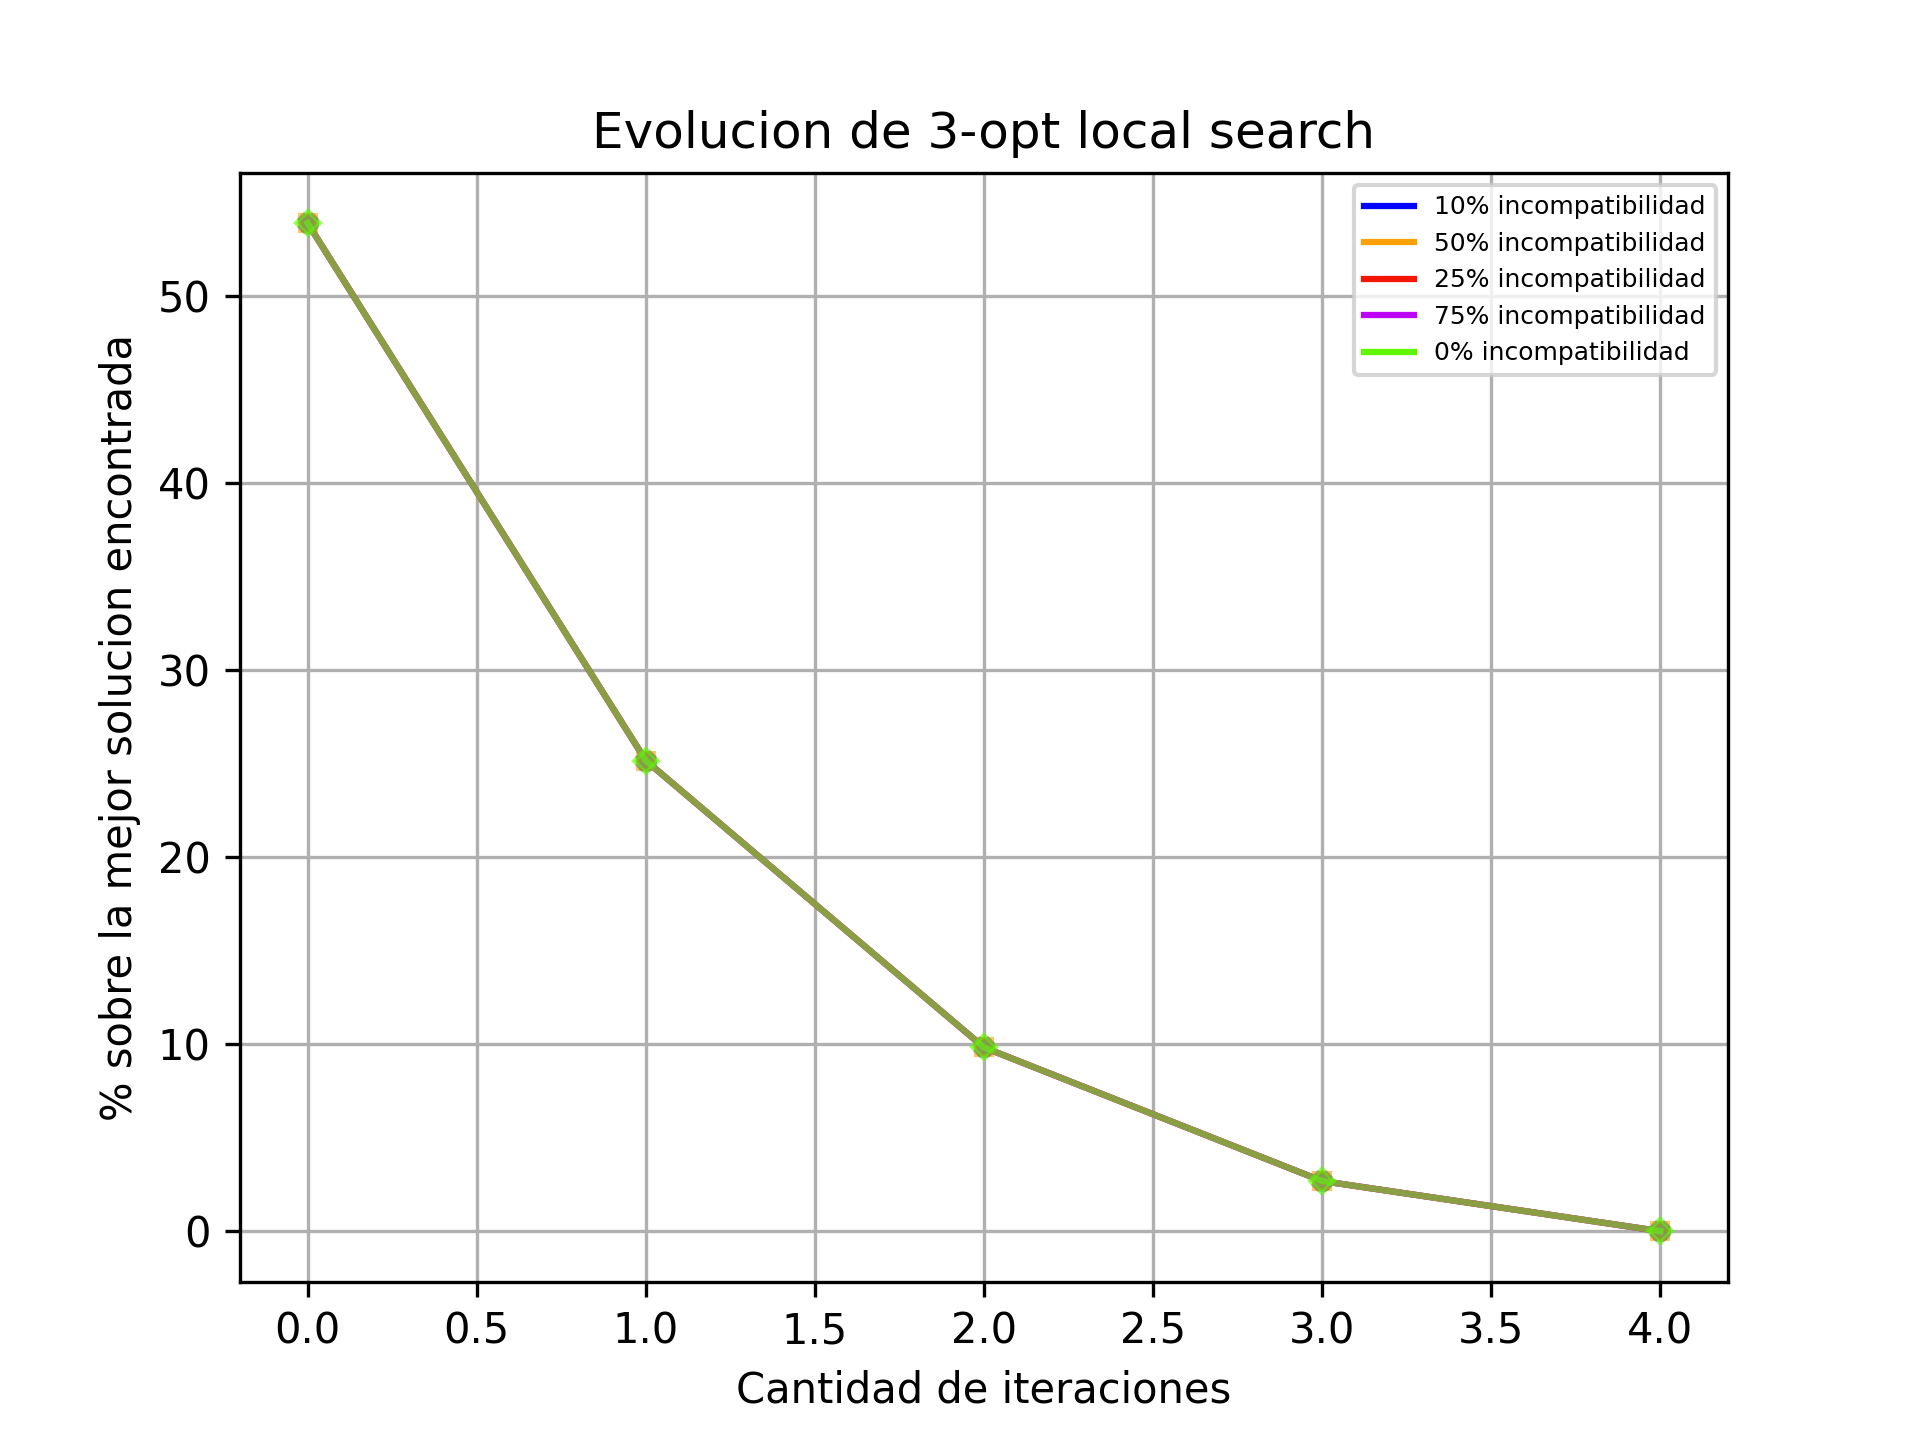 Evolucion de 3-opt local search
10% incompatibilidad
50% incompatibilidad
25% incompatibilidad
75% incompatibilidad
0% incompatibilidad
% sobre la mejor solucion encontrada
50
40
30
20
10
0
0.0 0.5 1.0 1.5 2.0 2.5 3.0 3.5 4.0
Cantidad de iteraciones